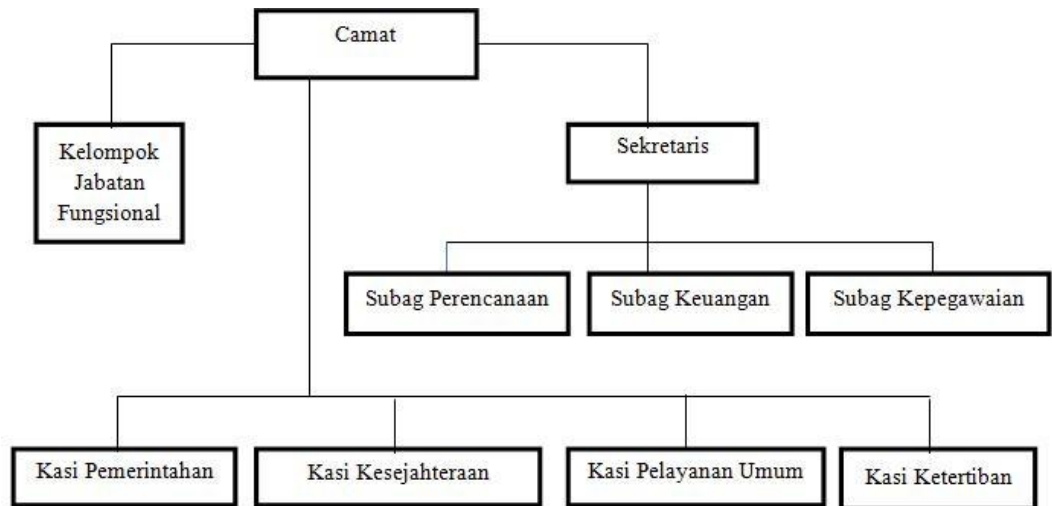 Camat
Kelompok
Jabatan
Fungsional
Sekretaris
Subag Perencanaan
Subag Keuangan
Subag Kepegawaian
Kasi Pemerintahan
Kasi Kesejahteraan
Kasi Pelayanan Umum
Kasi Ketertiban